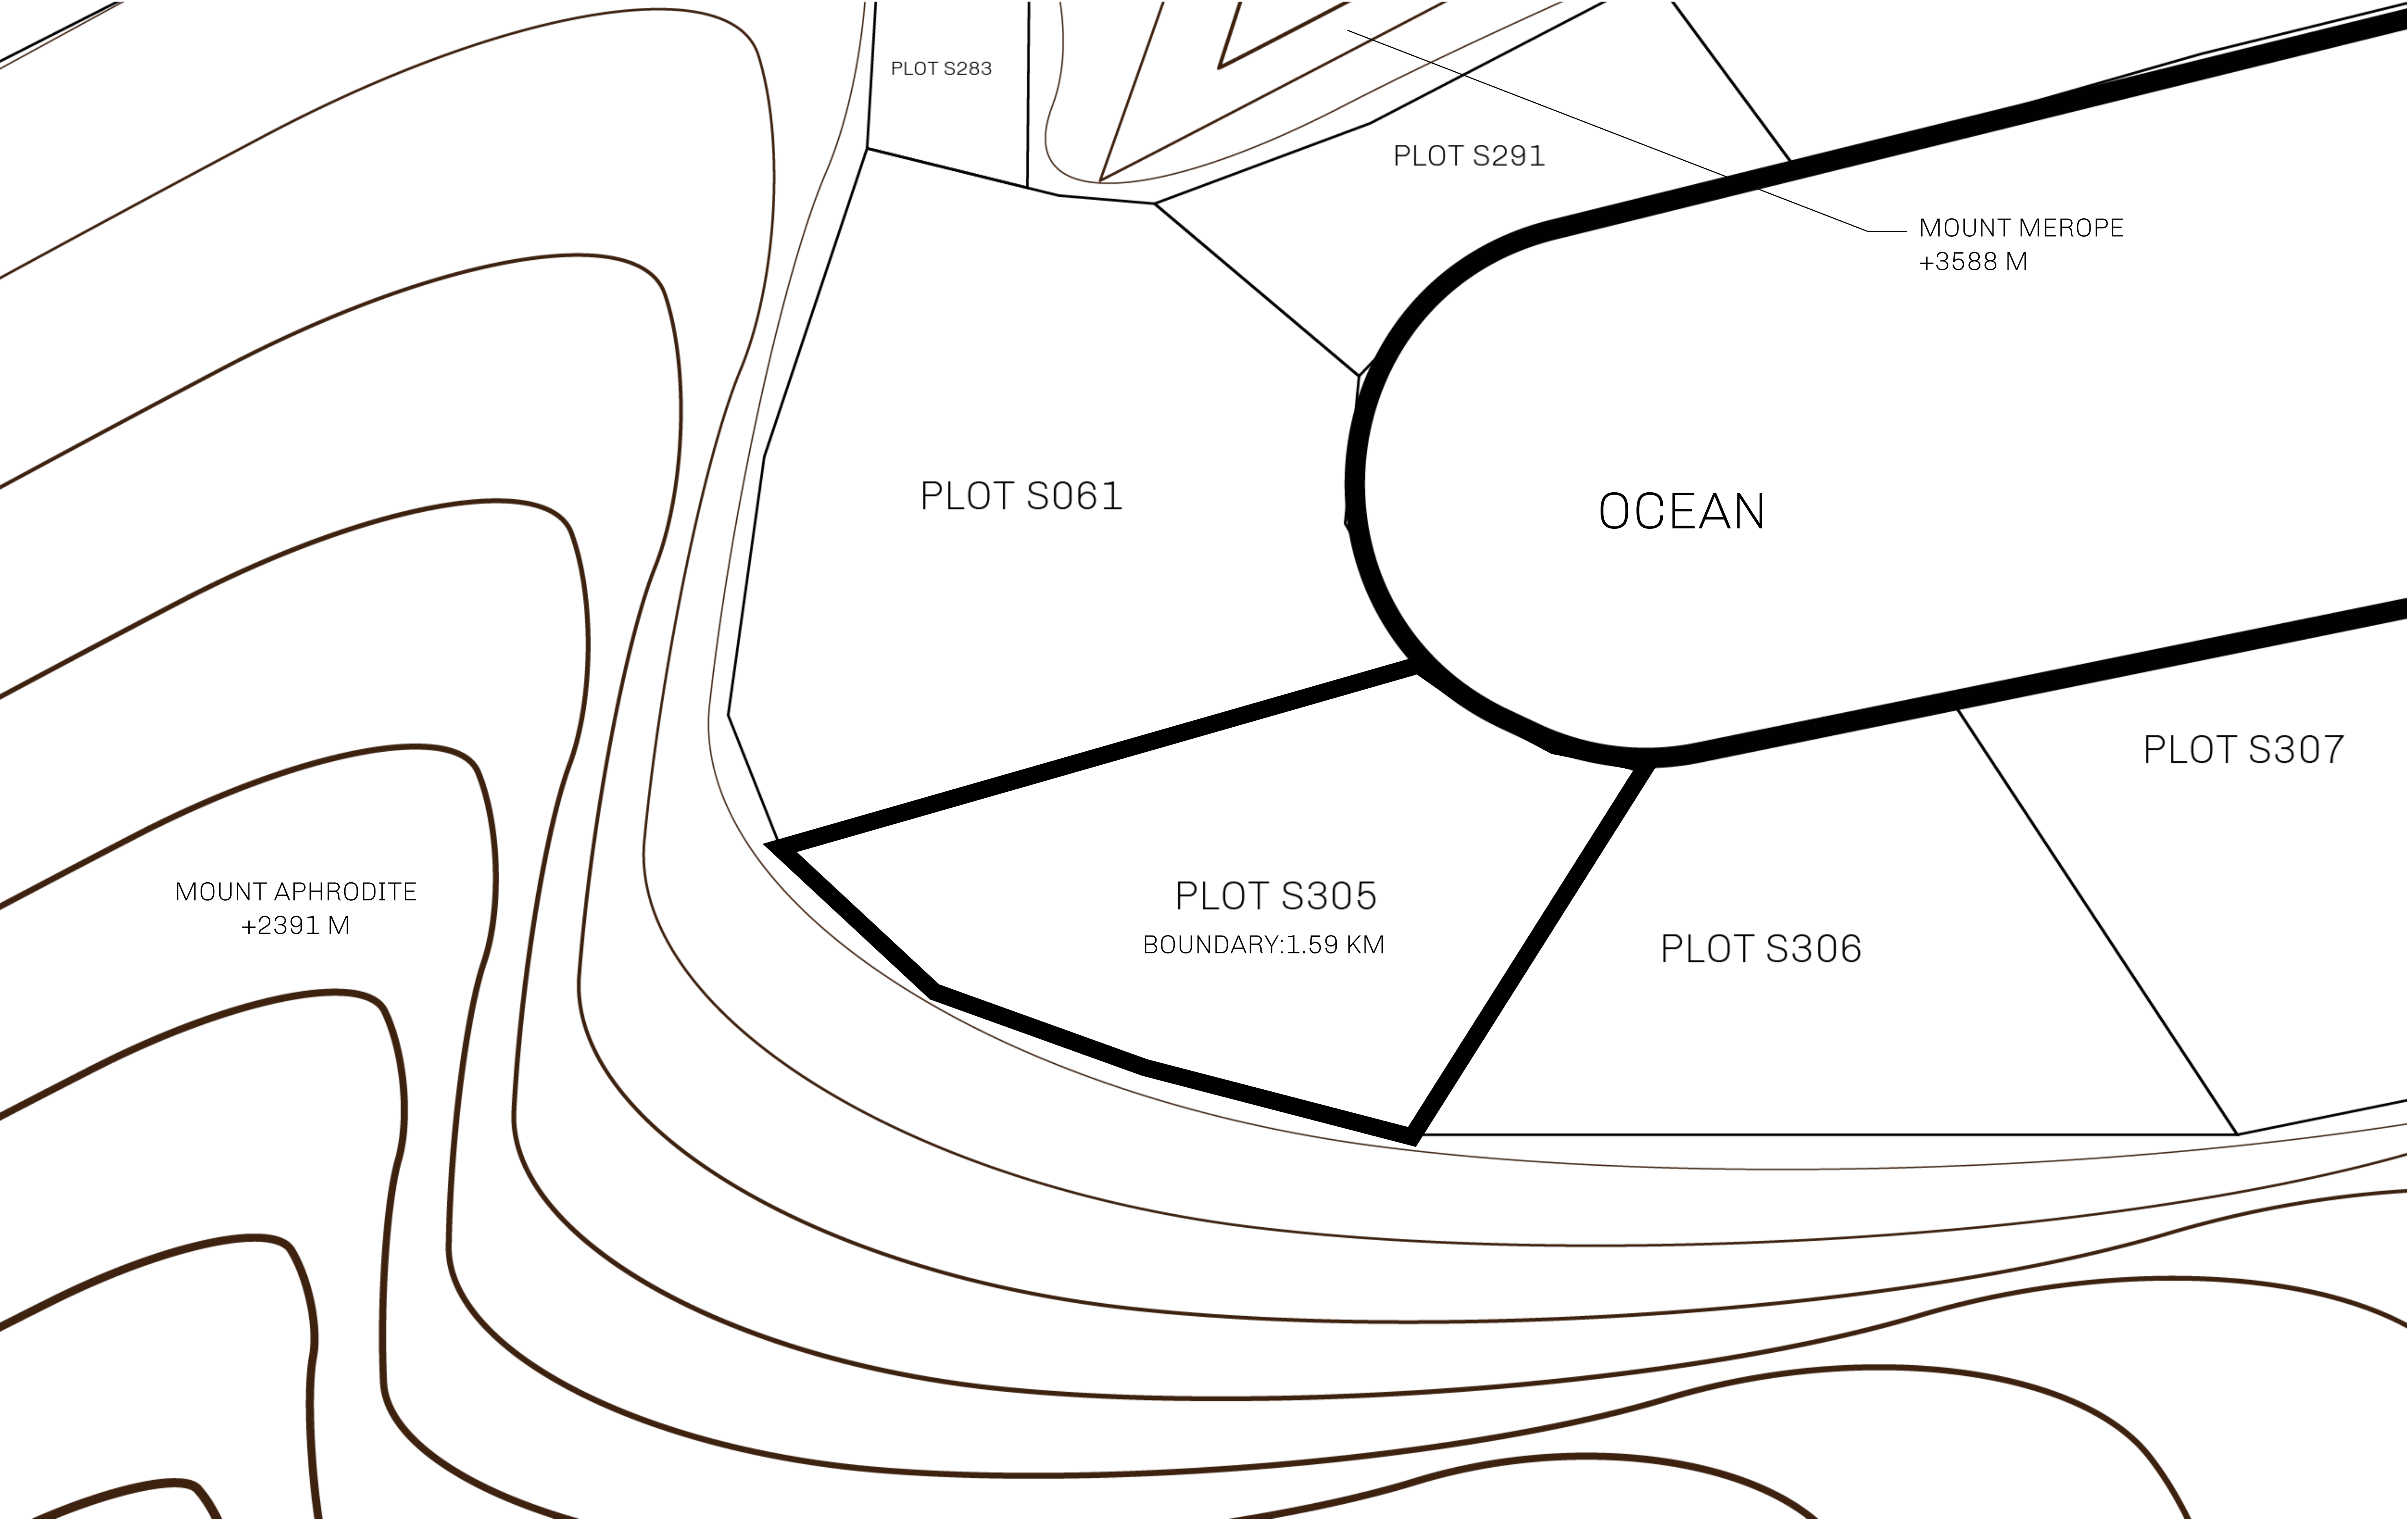 PLOT S283
PLOT S291
MOUNT MEROPE
+3588 M
PLOT S061
OCEAN
PLOT S307
MOUNT APHRODITE
+2391 M
PLOT S305
BOUNDARY:1.59 KM
PLOT S306